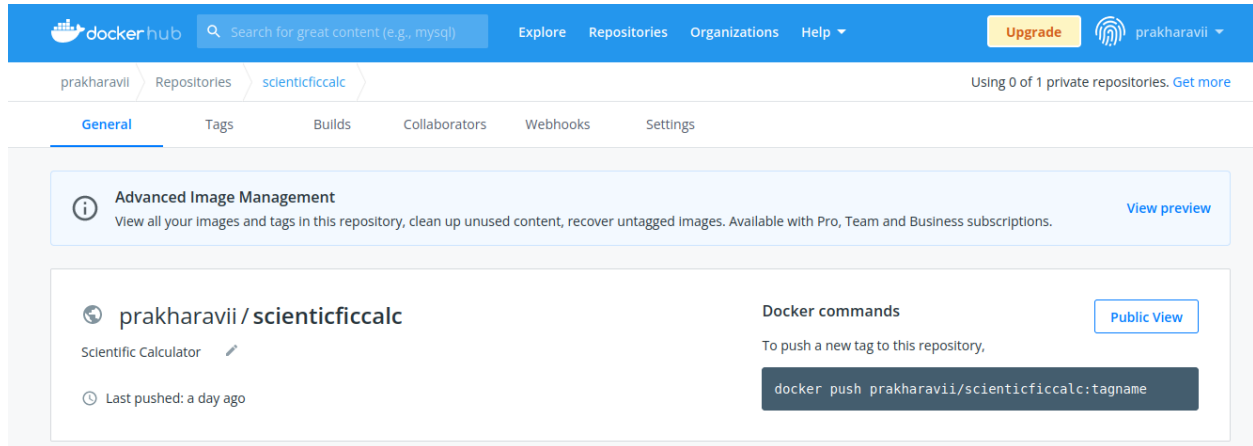 dockerhub Search for great content (e.g., mysql) Explore Repositories Organizations Help Upgrade prakharavii
prakharavii Repositories scienticficcalc Using 0 of 1 private repositories. Get more
General Tags Builds Collaborators Webhooks Settings
Advanced Image Management
View all your images and tags in this repository, clean up unused content, recover untagged images. Available with Pro, Team and Business subscriptions.
View preview
prakharavii / scienticficcalc
Scientific Calculator
Last pushed: a day ago
Docker commands
Public View
To push a new tag to this repository,
docker push prakharavii/scienticficcalc:tagname